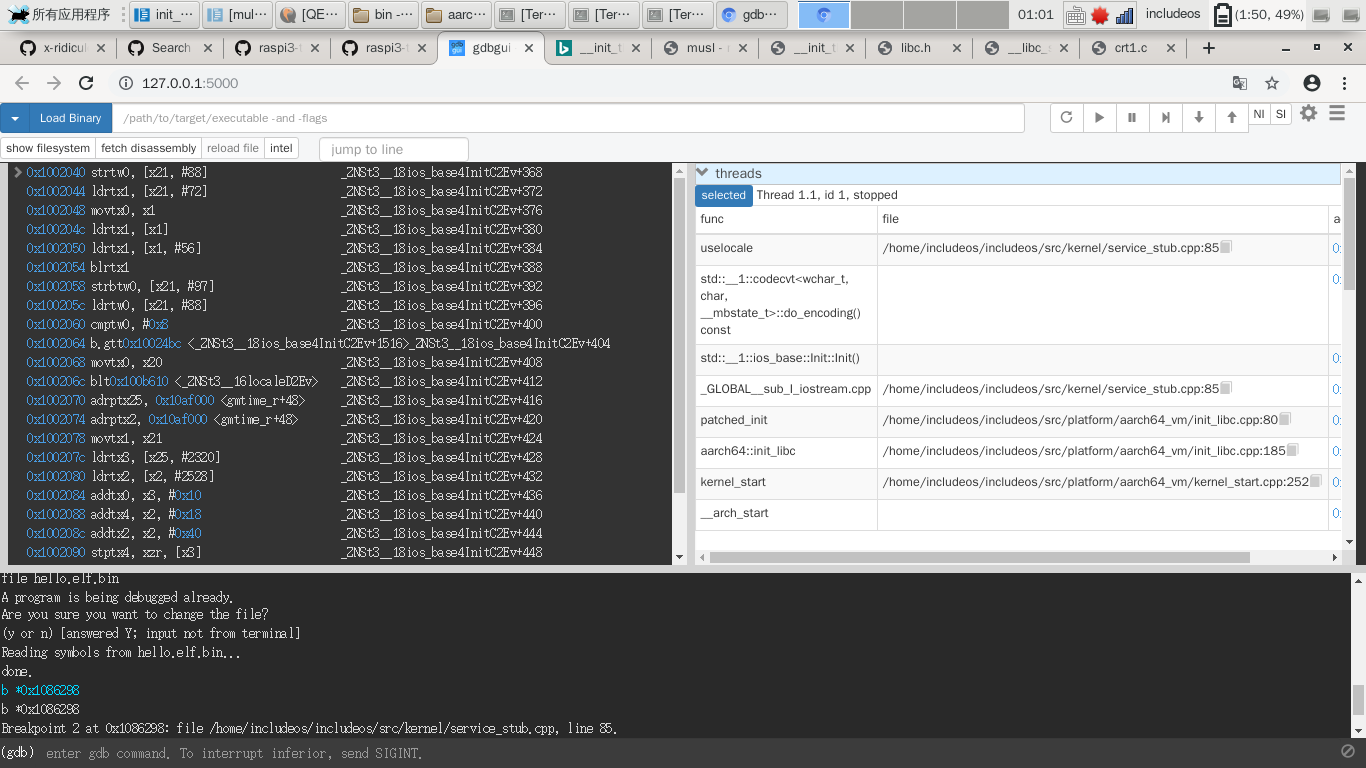 所有应用程序 init_... [mul... [QE... bin -... aarc... [Ter... [Ter... [Ter... gdb... 01:01 includeos (1:50, 49%)
x-ridicul Search raspi3-t raspi3-t gdbgui __init_t musl - __init_t libc.h __libc_s crt1.c
127.0.0.1:5000
Load Binary /path/to/target/executable -and -flags NI SI
show filesystem fetch disassembly reload file intel jump to line
0x1002040 strtw0, [x21, #88] _ZNSt3__18ios_base4InitC2Ev+368
0x1002044 ldrtx1, [x21, #72] _ZNSt3__18ios_base4InitC2Ev+372
0x1002048 movtx0, x1 _ZNSt3__18ios_base4InitC2Ev+376
0x100204c ldrtx1, [x1] _ZNSt3__18ios_base4InitC2Ev+380
0x1002050 ldrtx1, [x1, #56] _ZNSt3__18ios_base4InitC2Ev+384
0x1002054 blrtx1 _ZNSt3__18ios_base4InitC2Ev+388
0x1002058 strbtw0, [x21, #97] _ZNSt3__18ios_base4InitC2Ev+392
0x100205c ldrtw0, [x21, #88] _ZNSt3__18ios_base4InitC2Ev+396
0x1002060 cmptw0, #0x8 _ZNSt3__18ios_base4InitC2Ev+400
0x1002064 b.gtt0x10024bc <_ZNSt3__18ios_base4InitC2Ev+1516>_ZNSt3__18ios_base4InitC2Ev+404
0x1002068 movtx0, x20 _ZNSt3__18ios_base4InitC2Ev+408
0x100206c blt0x100b610 <_ZNSt3__16localeD2Ev> _ZNSt3__18ios_base4InitC2Ev+412
0x1002070 adrptx25, 0x10af000 <gmtime_r+48> _ZNSt3__18ios_base4InitC2Ev+416
0x1002074 adrptx2, 0x10af000 <gmtime_r+48> _ZNSt3__18ios_base4InitC2Ev+420
0x1002078 movtx1, x21 _ZNSt3__18ios_base4InitC2Ev+424
0x100207c ldrtx3, [x25, #2320] _ZNSt3__18ios_base4InitC2Ev+428
0x1002080 ldrtx2, [x2, #2528] _ZNSt3__18ios_base4InitC2Ev+432
0x1002084 addtx0, x3, #0x10 _ZNSt3__18ios_base4InitC2Ev+436
0x1002088 addtx4, x2, #0x18 _ZNSt3__18ios_base4InitC2Ev+440
0x100208c addtx2, x2, #0x40 _ZNSt3__18ios_base4InitC2Ev+444
0x1002090 stptx4, xzr, [x3] _ZNSt3__18ios_base4InitC2Ev+448
threads
selected Thread 1.1, id 1, stopped
func file a
uselocale /home/includeos/includeos/src/kernel/service_stub.cpp:85 0:
std::__1::codecvt<wchar_t, 0:
char,
__mbstate_t>::do_encoding()
const
std::__1::ios_base::Init::Init() 0:
_GLOBAL__sub_I_iostream.cpp /home/includeos/includeos/src/kernel/service_stub.cpp:85 0:
patched_init /home/includeos/includeos/src/platform/aarch64_vm/init_libc.cpp:80 0:
aarch64::init_libc /home/includeos/includeos/src/platform/aarch64_vm/init_libc.cpp:185 0:
kernel_start /home/includeos/includeos/src/platform/aarch64_vm/kernel_start.cpp:252 0:
__arch_start 0:
file hello.elf.bin
A program is being debugged already.
Are you sure you want to change the file?
(y or n) [answered Y; input not from terminal]
Reading symbols from hello.elf.bin...
done.
b *0x1086298
b *0x1086298
Breakpoint 2 at 0x1086298: file /home/includeos/includeos/src/kernel/service_stub.cpp, line 85.
(gdb) enter gdb command. To interrupt inferior, send SIGINT.